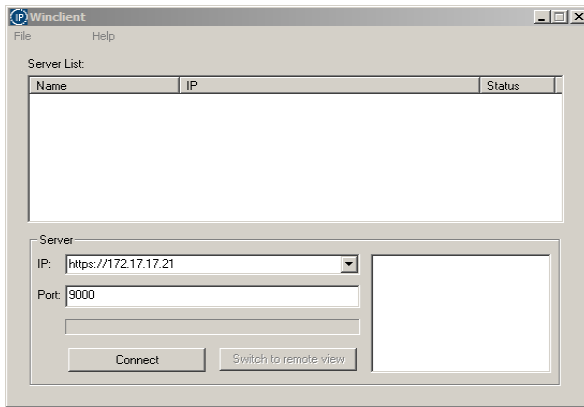 IP Winclient
File Help
Server List:
Name IP Status
Server
IP: https://172.17.17.21
Port: 9000
Connect Switch to remote view